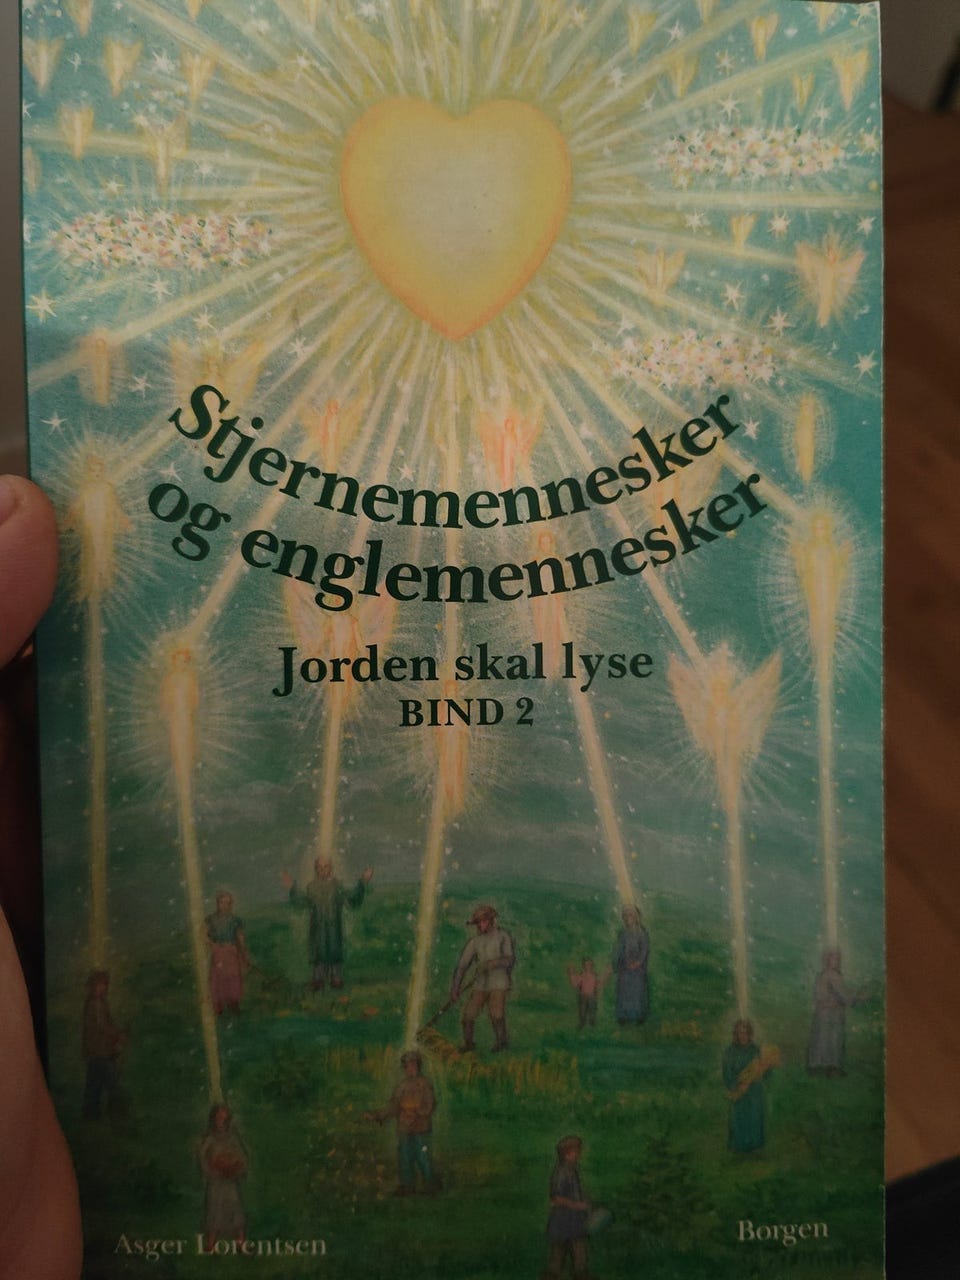 Stjernemennesker
og englemennesker
Jorden skal lyse
BIND 2
Asger Lorentsen
Borgen